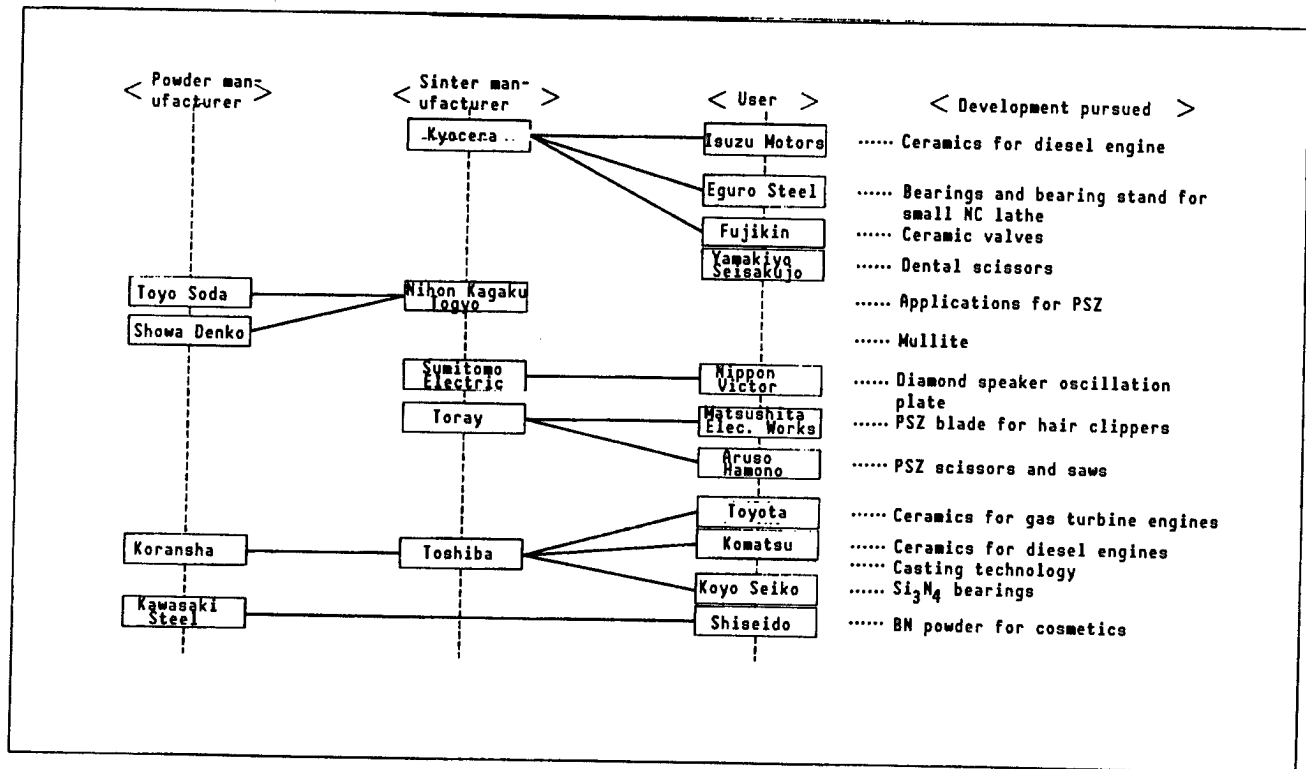 < Powder man-
ufacturer >
< Sinter man-
ufacturer >
< User >
< Development pursued >
Kyocera
Isuzu Motors
...... Ceramics for diesel engine
Eguro Steel
...... Bearings and bearing stand for
small NC lathe
Fujikin
...... Ceramic valves
Yamakiyo
Seisakujo
...... Dental scissors
Toyo Soda
Nihon Kagaku
Togyo
...... Applications for PSZ
Showa Denko
...... Mullite
Sumitomo
Electric
Nippon
Victor
...... Diamond speaker oscillation
plate
Toray
Matsushita
Elec. Works
...... PSZ blade for hair clippers
Aruso
Hamono
...... PSZ scissors and saws
Toyota
...... Ceramics for gas turbine engines
Koransha
Toshiba
Komatsu
...... Ceramics for diesel engines
...... Casting technology
Koyo Seiko
...... Si3N4 bearings
Kawasaki
Steel
Shiseido
...... BN powder for cosmetics